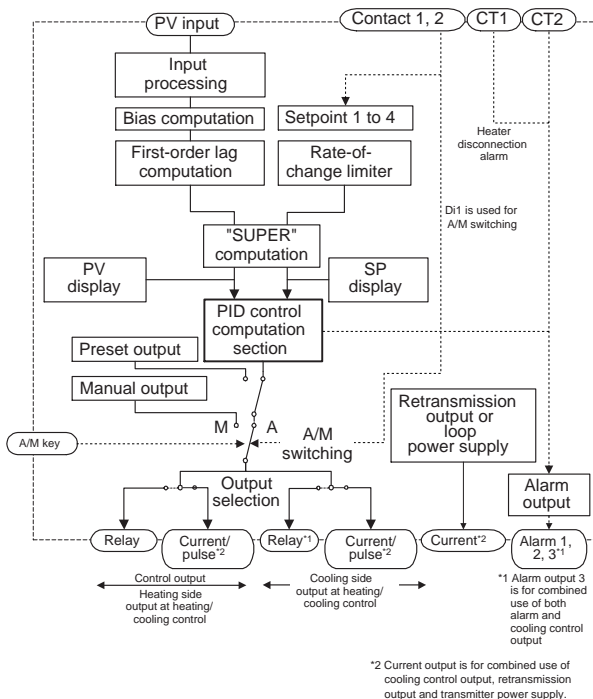 PV input
Contact 1, 2
CT1
CT2
Input
processing
Bias computation
Setpoint 1 to 4
Heater
disconnection
alarm
First-order lag
computation
Rate-of-
change limiter
Di1 is used for
A/M switching
"SUPER"
computation
PV
display
SP
display
PID control
computation
section
Preset output
Manual output
Retransmission
output or
loop
power supply
M
A
A/M key
A/M
switching
Output
selection
Alarm
output
Relay
Current/
pulse*2
Relay*1
Current/
pulse*2
Current*2
Alarm 1,
2, 3*1
Control output
Heating side
output at heating/
cooling control
Cooling side
output at heating/
cooling control
*1 Alarm output 3
is for combined
use of both
alarm and
cooling control
output
*2 Current output is for combined use of
cooling control output, retransmission
output and transmitter power supply.